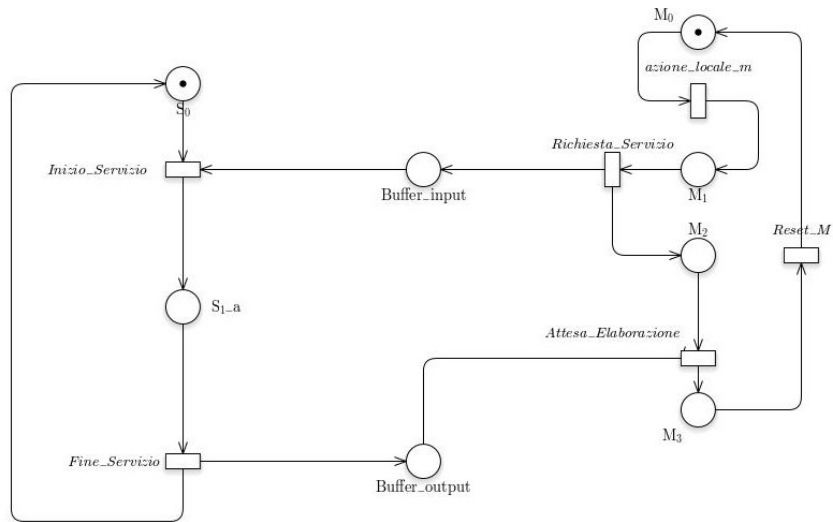 M₀
azione_locale_m
S₀
Richiesta_Servizio
Inizio_Servizio
Buffer_input
M₁
M₂
Reset_M
S₁_a
Attesa_Elaborazione
M₃
Fine_Servizio
Buffer_output